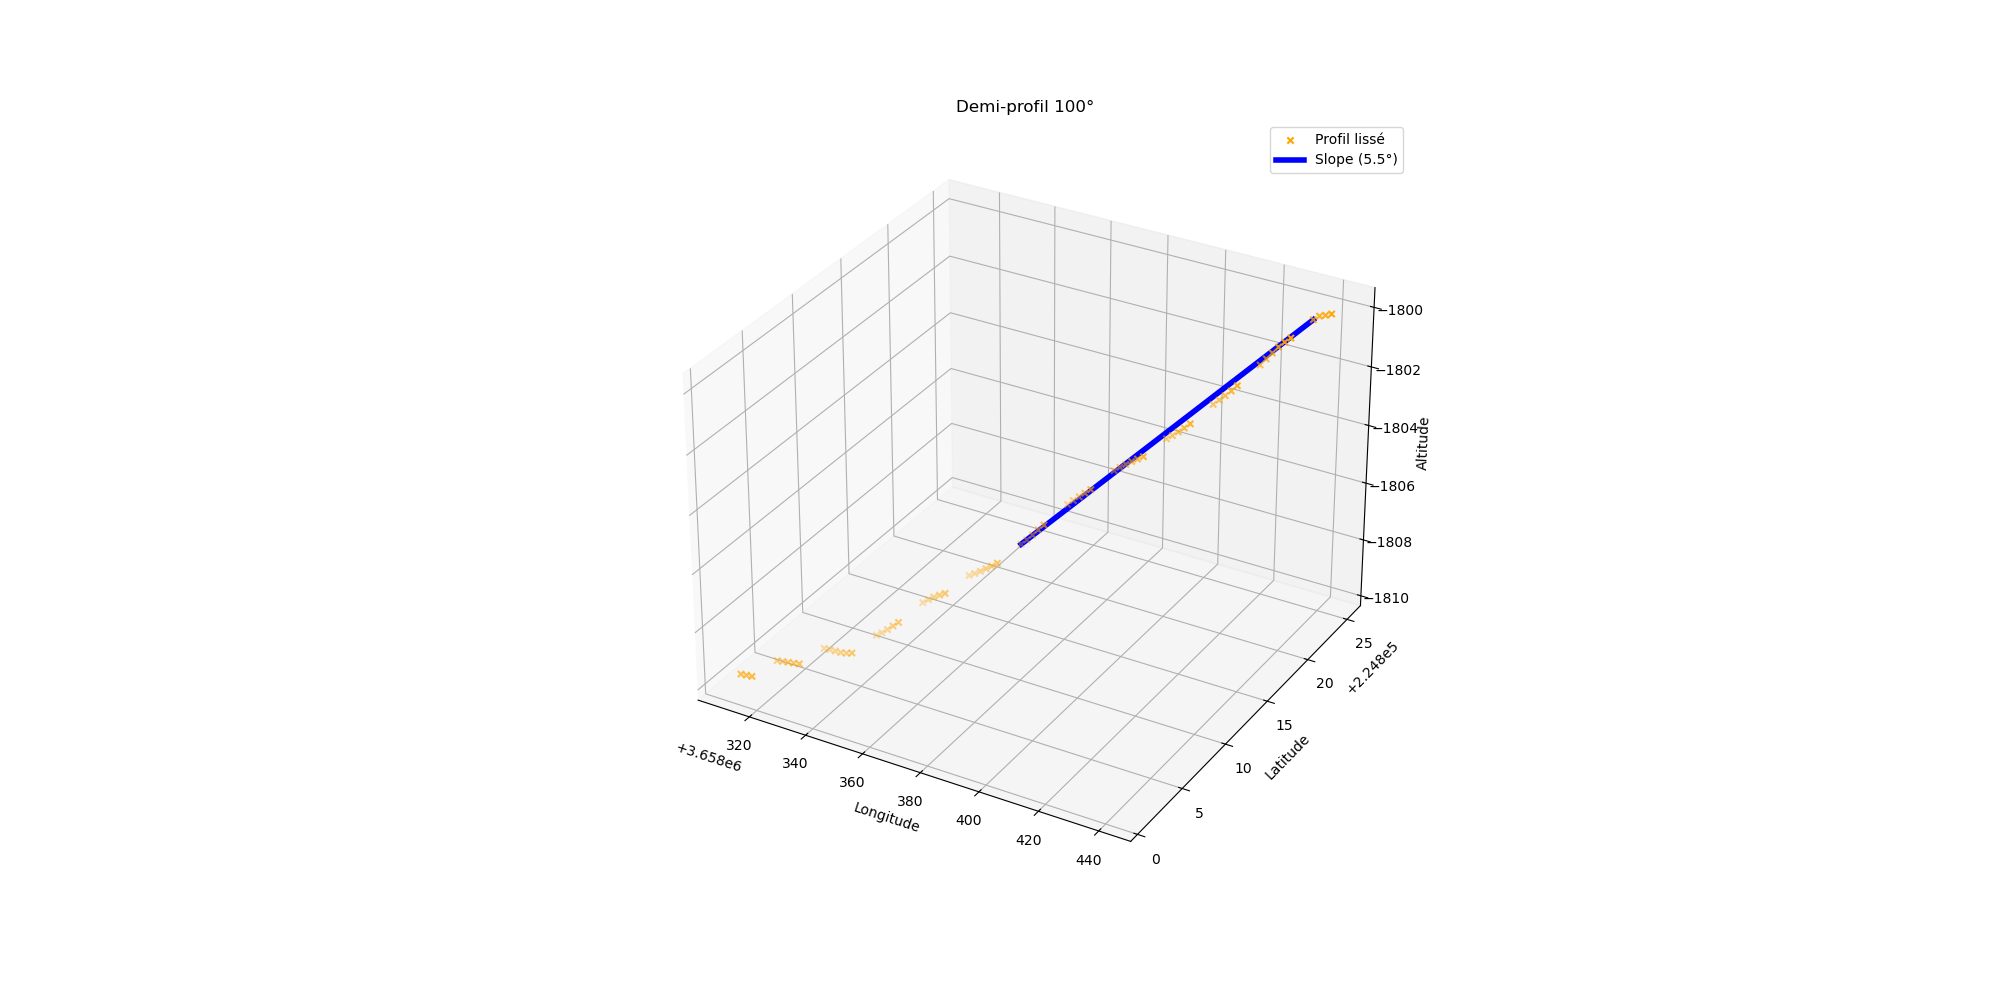 Demi-profil 100°
Profil lissé
Slope (5.5°)
−1800
−1802
−1804
−1806
−1808
−1810
Altitude
25
20
15
10
5
0
+2.248e5
Latitude
320
340
360
380
400
420
440
+3.658e6
Longitude